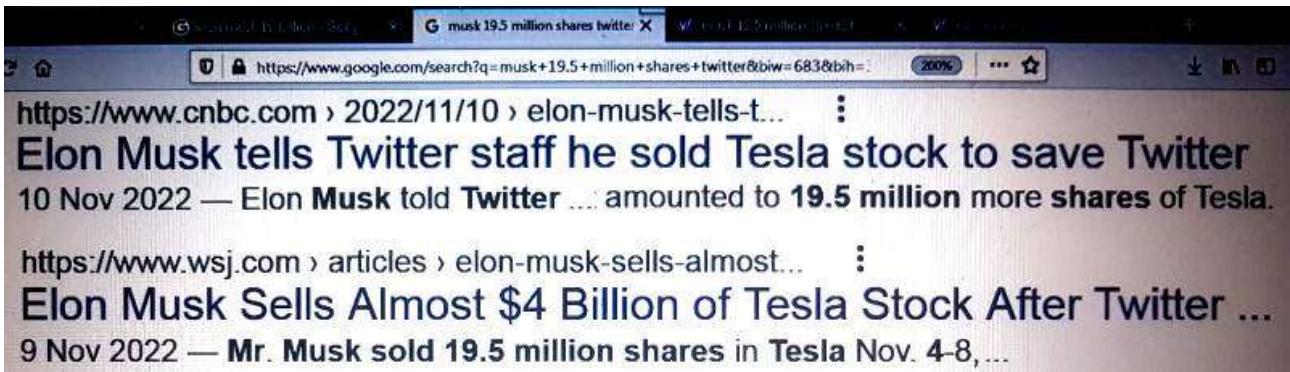 G musk 19.5 million shares twitter X
https://www.google.com/search?q=musk+19.5+million+shares+twitter&biw=683&bih= 200%
https://www.cnbc.com › 2022/11/10 › elon-musk-tells-t...
Elon Musk tells Twitter staff he sold Tesla stock to save Twitter
10 Nov 2022 — Elon Musk told Twitter ... amounted to 19.5 million more shares of Tesla.
https://www.wsj.com › articles › elon-musk-sells-almost...
Elon Musk Sells Almost $4 Billion of Tesla Stock After Twitter ...
9 Nov 2022 — Mr. Musk sold 19.5 million shares in Tesla Nov. 4-8, ...